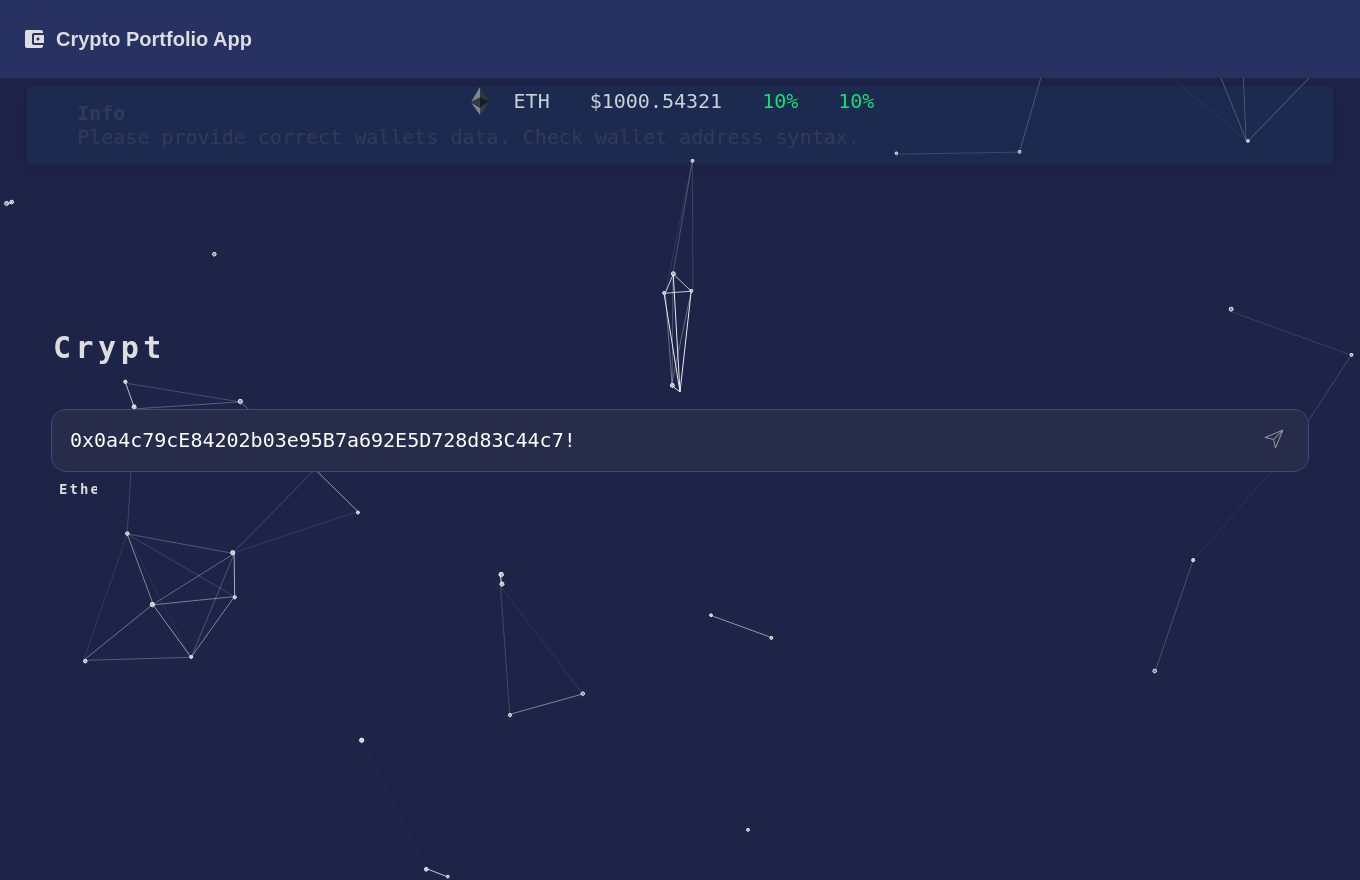 Crypto Portfolio App
ETH $1000.54321 10% 10%
Info
Please provide correct wallets data. Check wallet address syntax.
Crypt
0x0a4c79cE84202b03e95B7a692E5D728d83C44c7!
Ethe